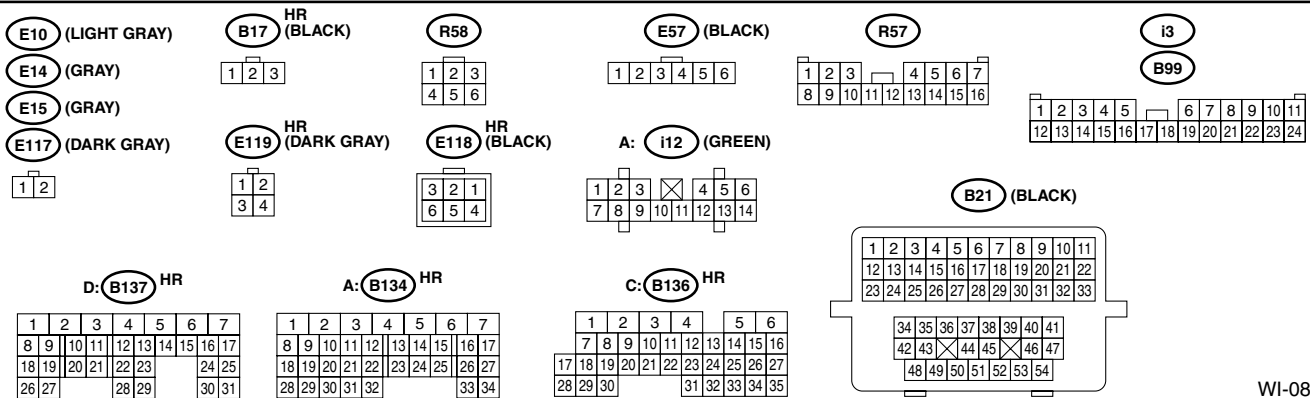 E10 (LIGHT GRAY)
E14 (GRAY)
E15 (GRAY)
E117 (DARK GRAY)
1 2
B17 HR (BLACK)
1 2 3
R58
1 2 3
4 5 6
E57 (BLACK)
1 2 3 4 5 6
R57
1 2 3 4 5 6 7
8 9 10 11 12 13 14 15 16
i3
B99
1 2 3 4 5 6 7 8 9 10 11
12 13 14 15 16 17 18 19 20 21 22 23 24
E119 HR (DARK GRAY)
1 2
3 4
E118 HR (BLACK)
3 2 1
6 5 4
A: i12 (GREEN)
1 2 3 4 5 6
7 8 9 10 11 12 13 14
B21 (BLACK)
1 2 3 4 5 6 7 8 9 10 11
12 13 14 15 16 17 18 19 20 21 22
23 24 25 26 27 28 29 30 31 32 33
34 35 36 37 38 39 40 41
42 43 44 45 46 47
48 49 50 51 52 53 54
D: B137 HR
1 2 3 4 5 6 7
8 9 10 11 12 13 14 15 16 17
18 19 20 21 22 23 24 25
26 27 28 29 30 31
A: B134 HR
1 2 3 4 5 6 7
8 9 10 11 12 13 14 15 16 17
18 19 20 21 22 23 24 25 26 27
28 29 30 31 32 33 34
C: B136 HR
1 2 3 4 5 6
7 8 9 10 11 12 13 14 15 16
17 18 19 20 21 22 23 24 25 26 27
28 29 30 31 32 33 34 35
WI-08